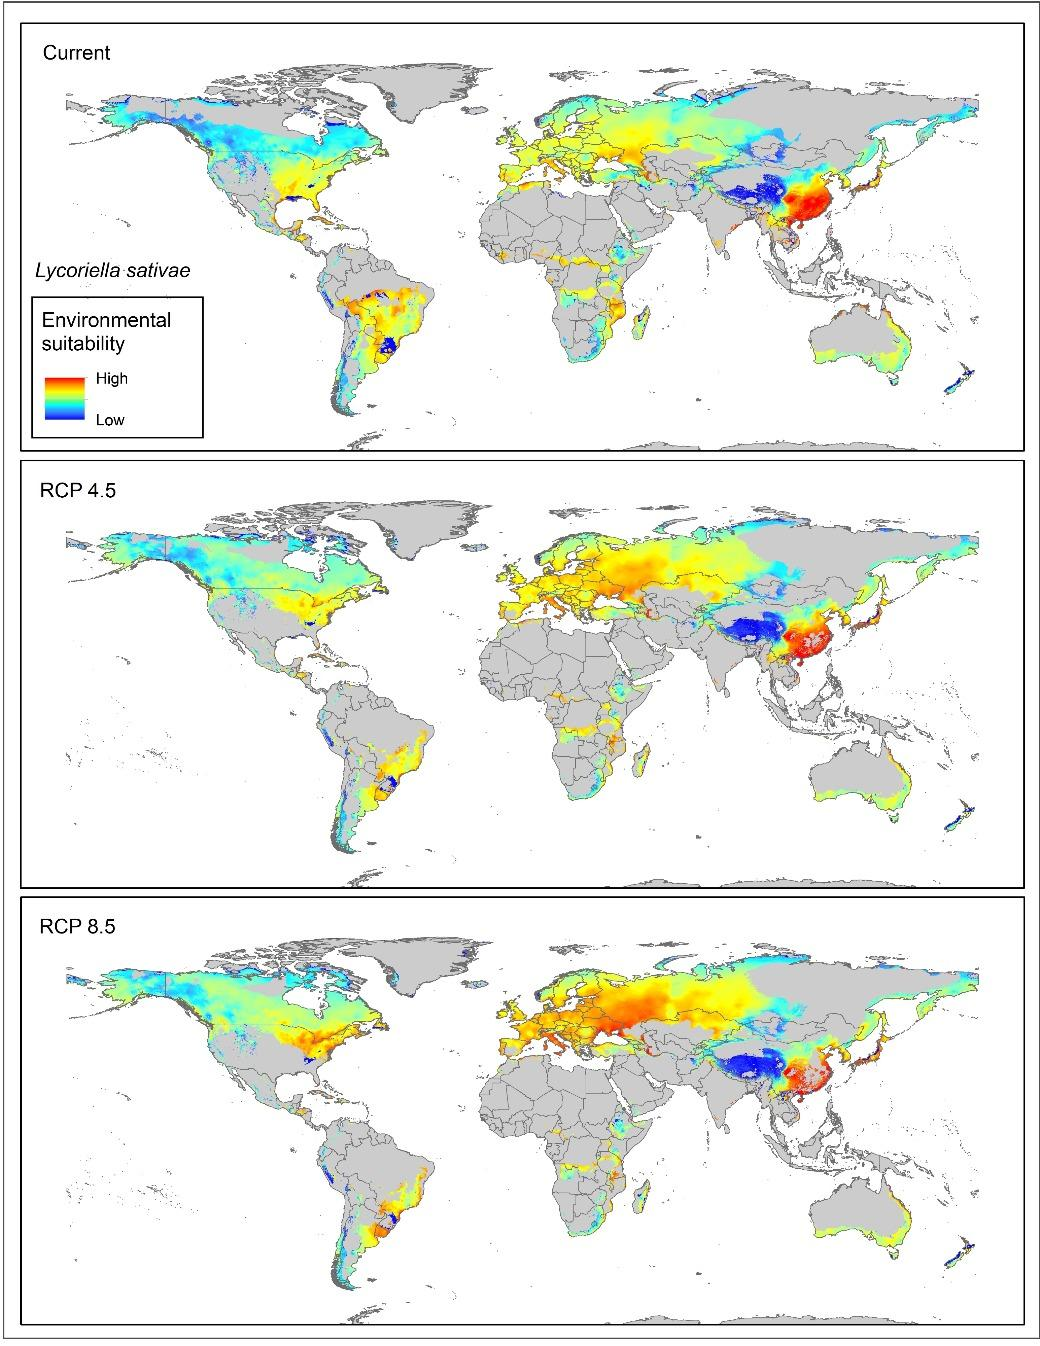 Current
Lycoriella sativae
Environmental
suitability
High
Low
RCP 4.5
RCP 8.5